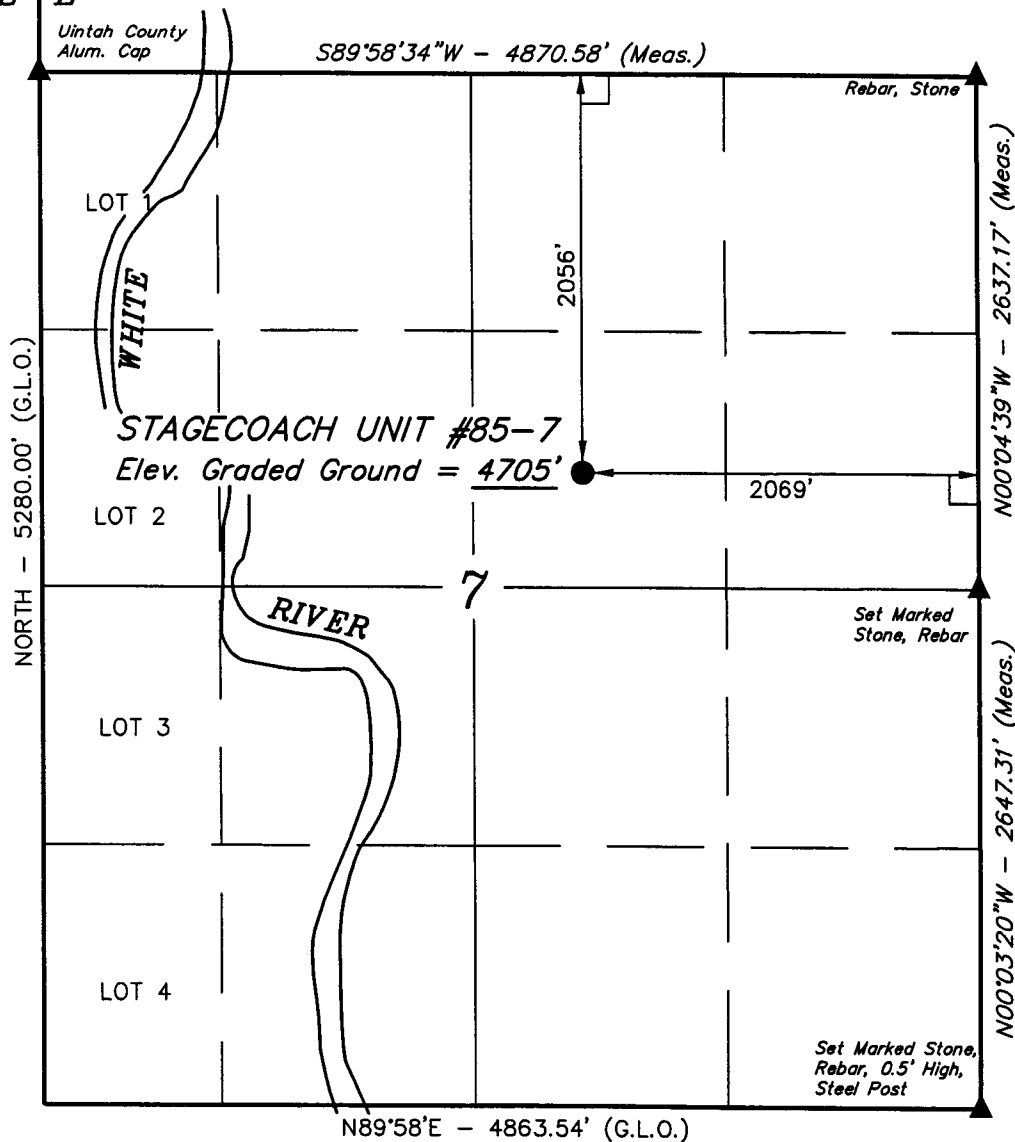 Uintah County
Alum. Cap
S89°58'34"W - 4870.58' (Meas.)
Rebar, Stone
N00°04'39"W - 2637.17' (Meas.)
LOT 1
WHITE
2056'
NORTH - 5280.00' (G.L.O.)
STAGECOACH UNIT #85-7
Elev. Graded Ground = 4705'
2069'
LOT 2
7
RIVER
Set Marked
Stone, Rebar
LOT 3
N00°03'20"W - 2647.31' (Meas.)
LOT 4
Set Marked Stone,
Rebar, 0.5' High,
Steel Post
N89°58'E - 4863.54' (G.L.O.)